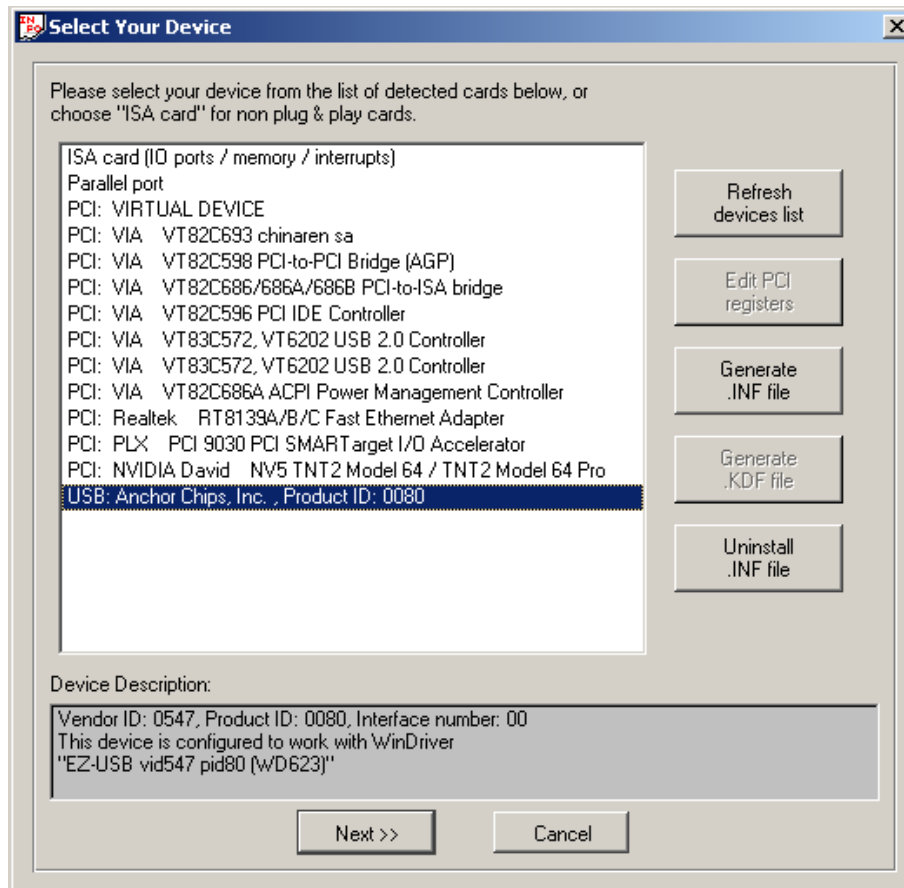 Select Your Device
Please select your device from the list of detected cards below, or
choose "ISA card" for non plug & play cards.
ISA card (IO ports / memory / interrupts)
Parallel port
PCI: VIRTUAL DEVICE
PCI: VIA VT82C693 chinaren sa
PCI: VIA VT82C598 PCI-to-PCI Bridge (AGP)
PCI: VIA VT82C686/686A/686B PCI-to-ISA bridge
PCI: VIA VT82C596 PCI IDE Controller
PCI: VIA VT83C572, VT6202 USB 2.0 Controller
PCI: VIA VT83C572, VT6202 USB 2.0 Controller
PCI: VIA VT82C686A ACPI Power Management Controller
PCI: Realtek RT8139A/B/C Fast Ethernet Adapter
PCI: PLX PCI 9030 PCI SMARTarget I/O Accelerator
PCI: NVIDIA David NV5 TNT2 Model 64 / TNT2 Model 64 Pro
USB: Anchor Chips, Inc. , Product ID: 0080
Refresh
devices list
Edit PCI
registers
Generate
.INF file
Generate
.KDF file
Uninstall
.INF file
Device Description:
Vendor ID: 0547, Product ID: 0080, Interface number: 00
This device is configured to work with WinDriver
"EZ-USB vid547 pid80 (WD623)"
Next >>
Cancel